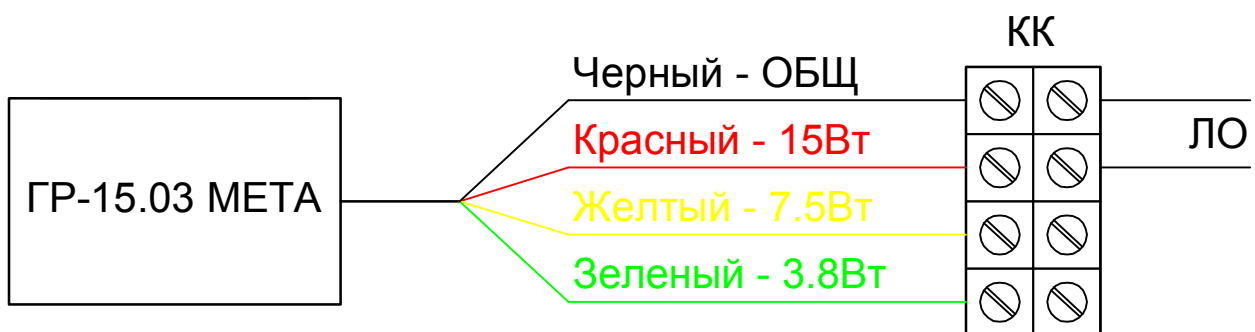 КК
Черный - ОБЩ
Красный - 15Вт
ЛО
ГР-15.03 МЕТА
Желтый - 7.5Вт
Зеленый - 3.8Вт